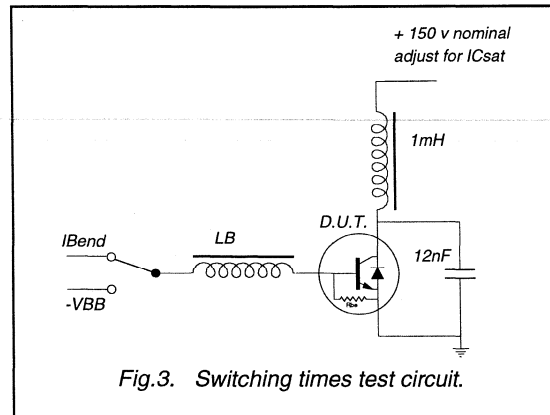 + 150 v nominal
adjust for ICsat
1mH
D.U.T.
LB
IBend
-VBB
12nF
Rbe
Fig.3. Switching times test circuit.